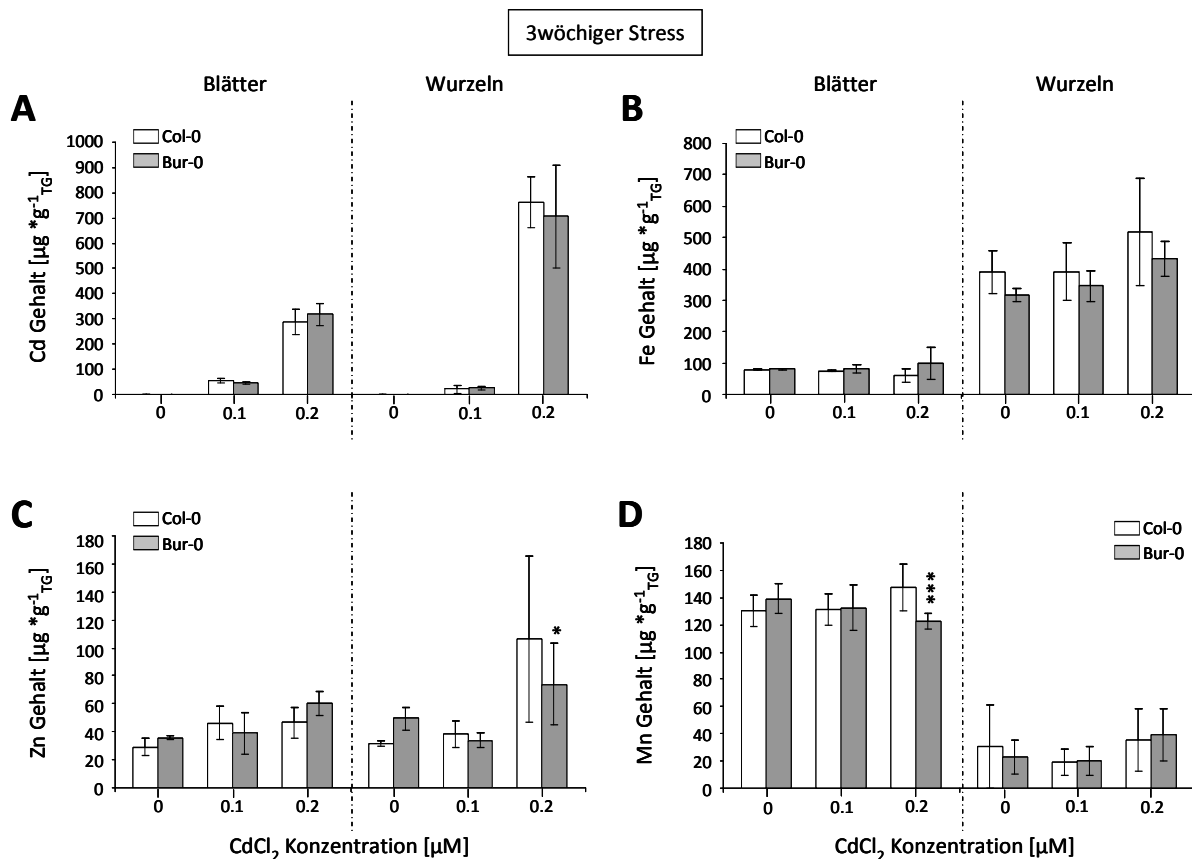 3wöchiger Stress
Blätter
Wurzeln
A
Col-0
Bur-0
Cd Gehalt [µg *g⁻¹TG]
1000
900
800
700
600
500
400
300
200
100
0
0 0.1 0.2 0 0.1 0.2
Blätter
Wurzeln
B
Col-0
Bur-0
Fe Gehalt [µg *g⁻¹TG]
800
700
600
500
400
300
200
100
0
0 0.1 0.2 0 0.1 0.2
C
Col-0
Bur-0
Zn Gehalt [µg *g⁻¹TG]
180
160
140
120
100
80
60
40
20
0
*
0 0.1 0.2 0 0.1 0.2
CdCl₂ Konzentration [µM]
D
Col-0
Bur-0
Mn Gehalt [µg *g⁻¹TG]
180
160
140
120
100
80
60
40
20
0
***
0 0.1 0.2 0 0.1 0.2
CdCl₂ Konzentration [µM]